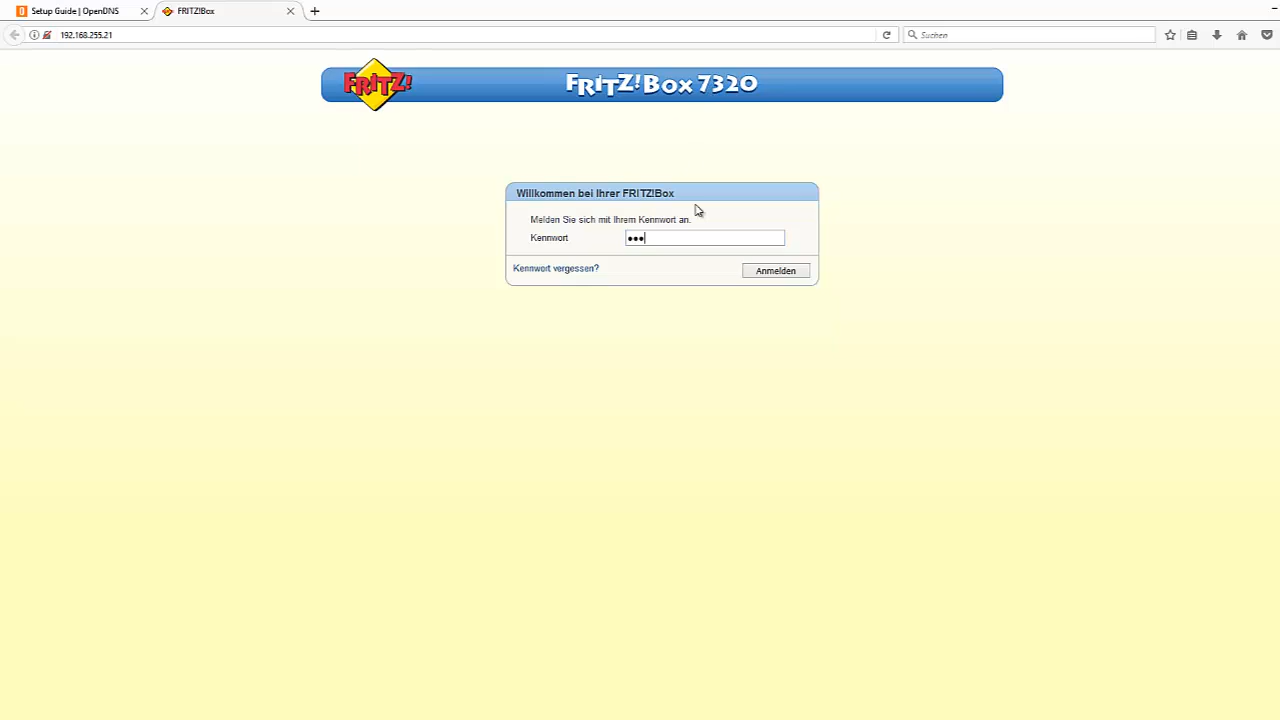 Setup Guide | OpenDNS
FRITZ!Box
192.168.255.21
Suchen
FRITZ!
FRITZ!Box 7320
Willkommen bei Ihrer FRITZ!Box
Melden Sie sich mit Ihrem Kennwort an.
Kennwort
•••
Kennwort vergessen?
Anmelden